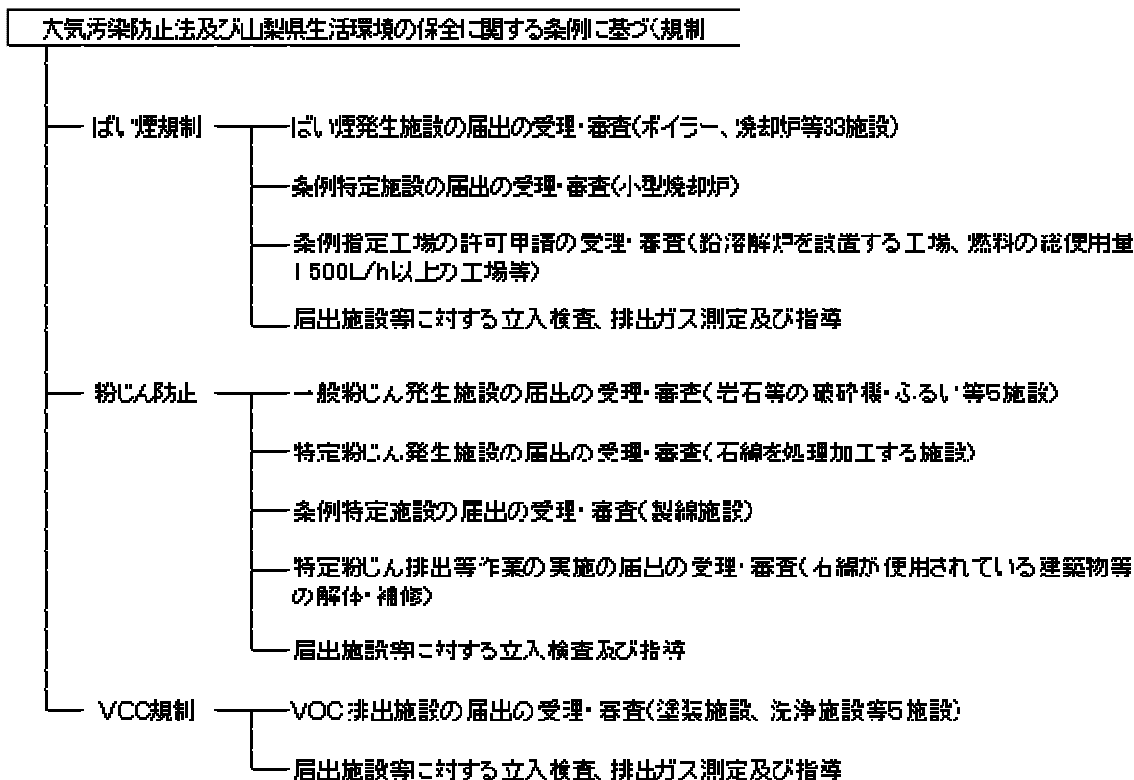 大気汚染防止法及び山梨県生活環境の保全に関する条例に基づく規制
ばい煙規制
ばい煙発生施設の届出の受理・審査(ボイラー、焼却炉等33施設)
条例特定施設の届出の受理・審査(小型焼却炉)
条例指定工場の許可申請の受理・審査(鉛溶解炉を設置する工場、燃料の総使用量
1500L/h以上の工場等)
届出施設等に対する立入検査、排出ガス測定及び指導
粉じん防止
一般粉じん発生施設の届出の受理・審査(岩石等の破砕機・ふるい等5施設)
特定粉じん発生施設の届出の受理・審査(石綿を処理加工する施設)
条例特定施設の届出の受理・審査(製綿施設)
特定粉じん排出等作業の実施の届出の受理・審査(石綿が使用されている建築物等
の解体・補修)
届出施設等に対する立入検査及び指導
VOC規制
VOC排出施設の届出の受理・審査(塗装施設、洗浄施設等5施設)
届出施設等に対する立入検査、排出ガス測定及び指導